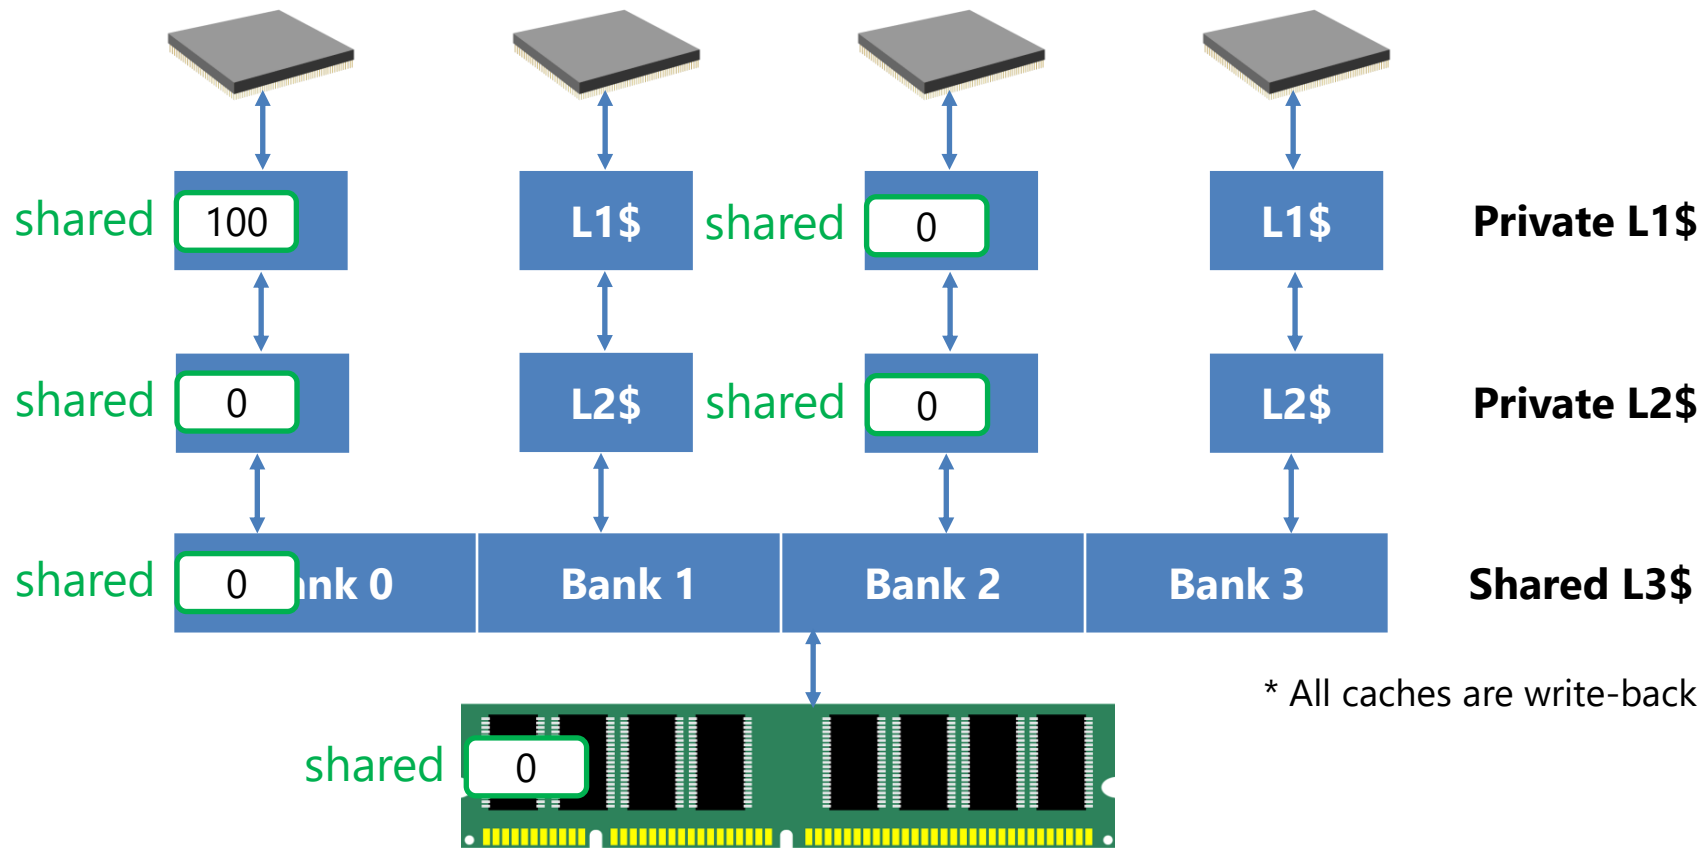 shared 100 L1$ shared 0 L1$ Private L1$
shared 0 L2$ shared 0 L2$ Private L2$
shared 0 ank 0 Bank 1 Bank 2 Bank 3 Shared L3$
* All caches are write-back
shared 0